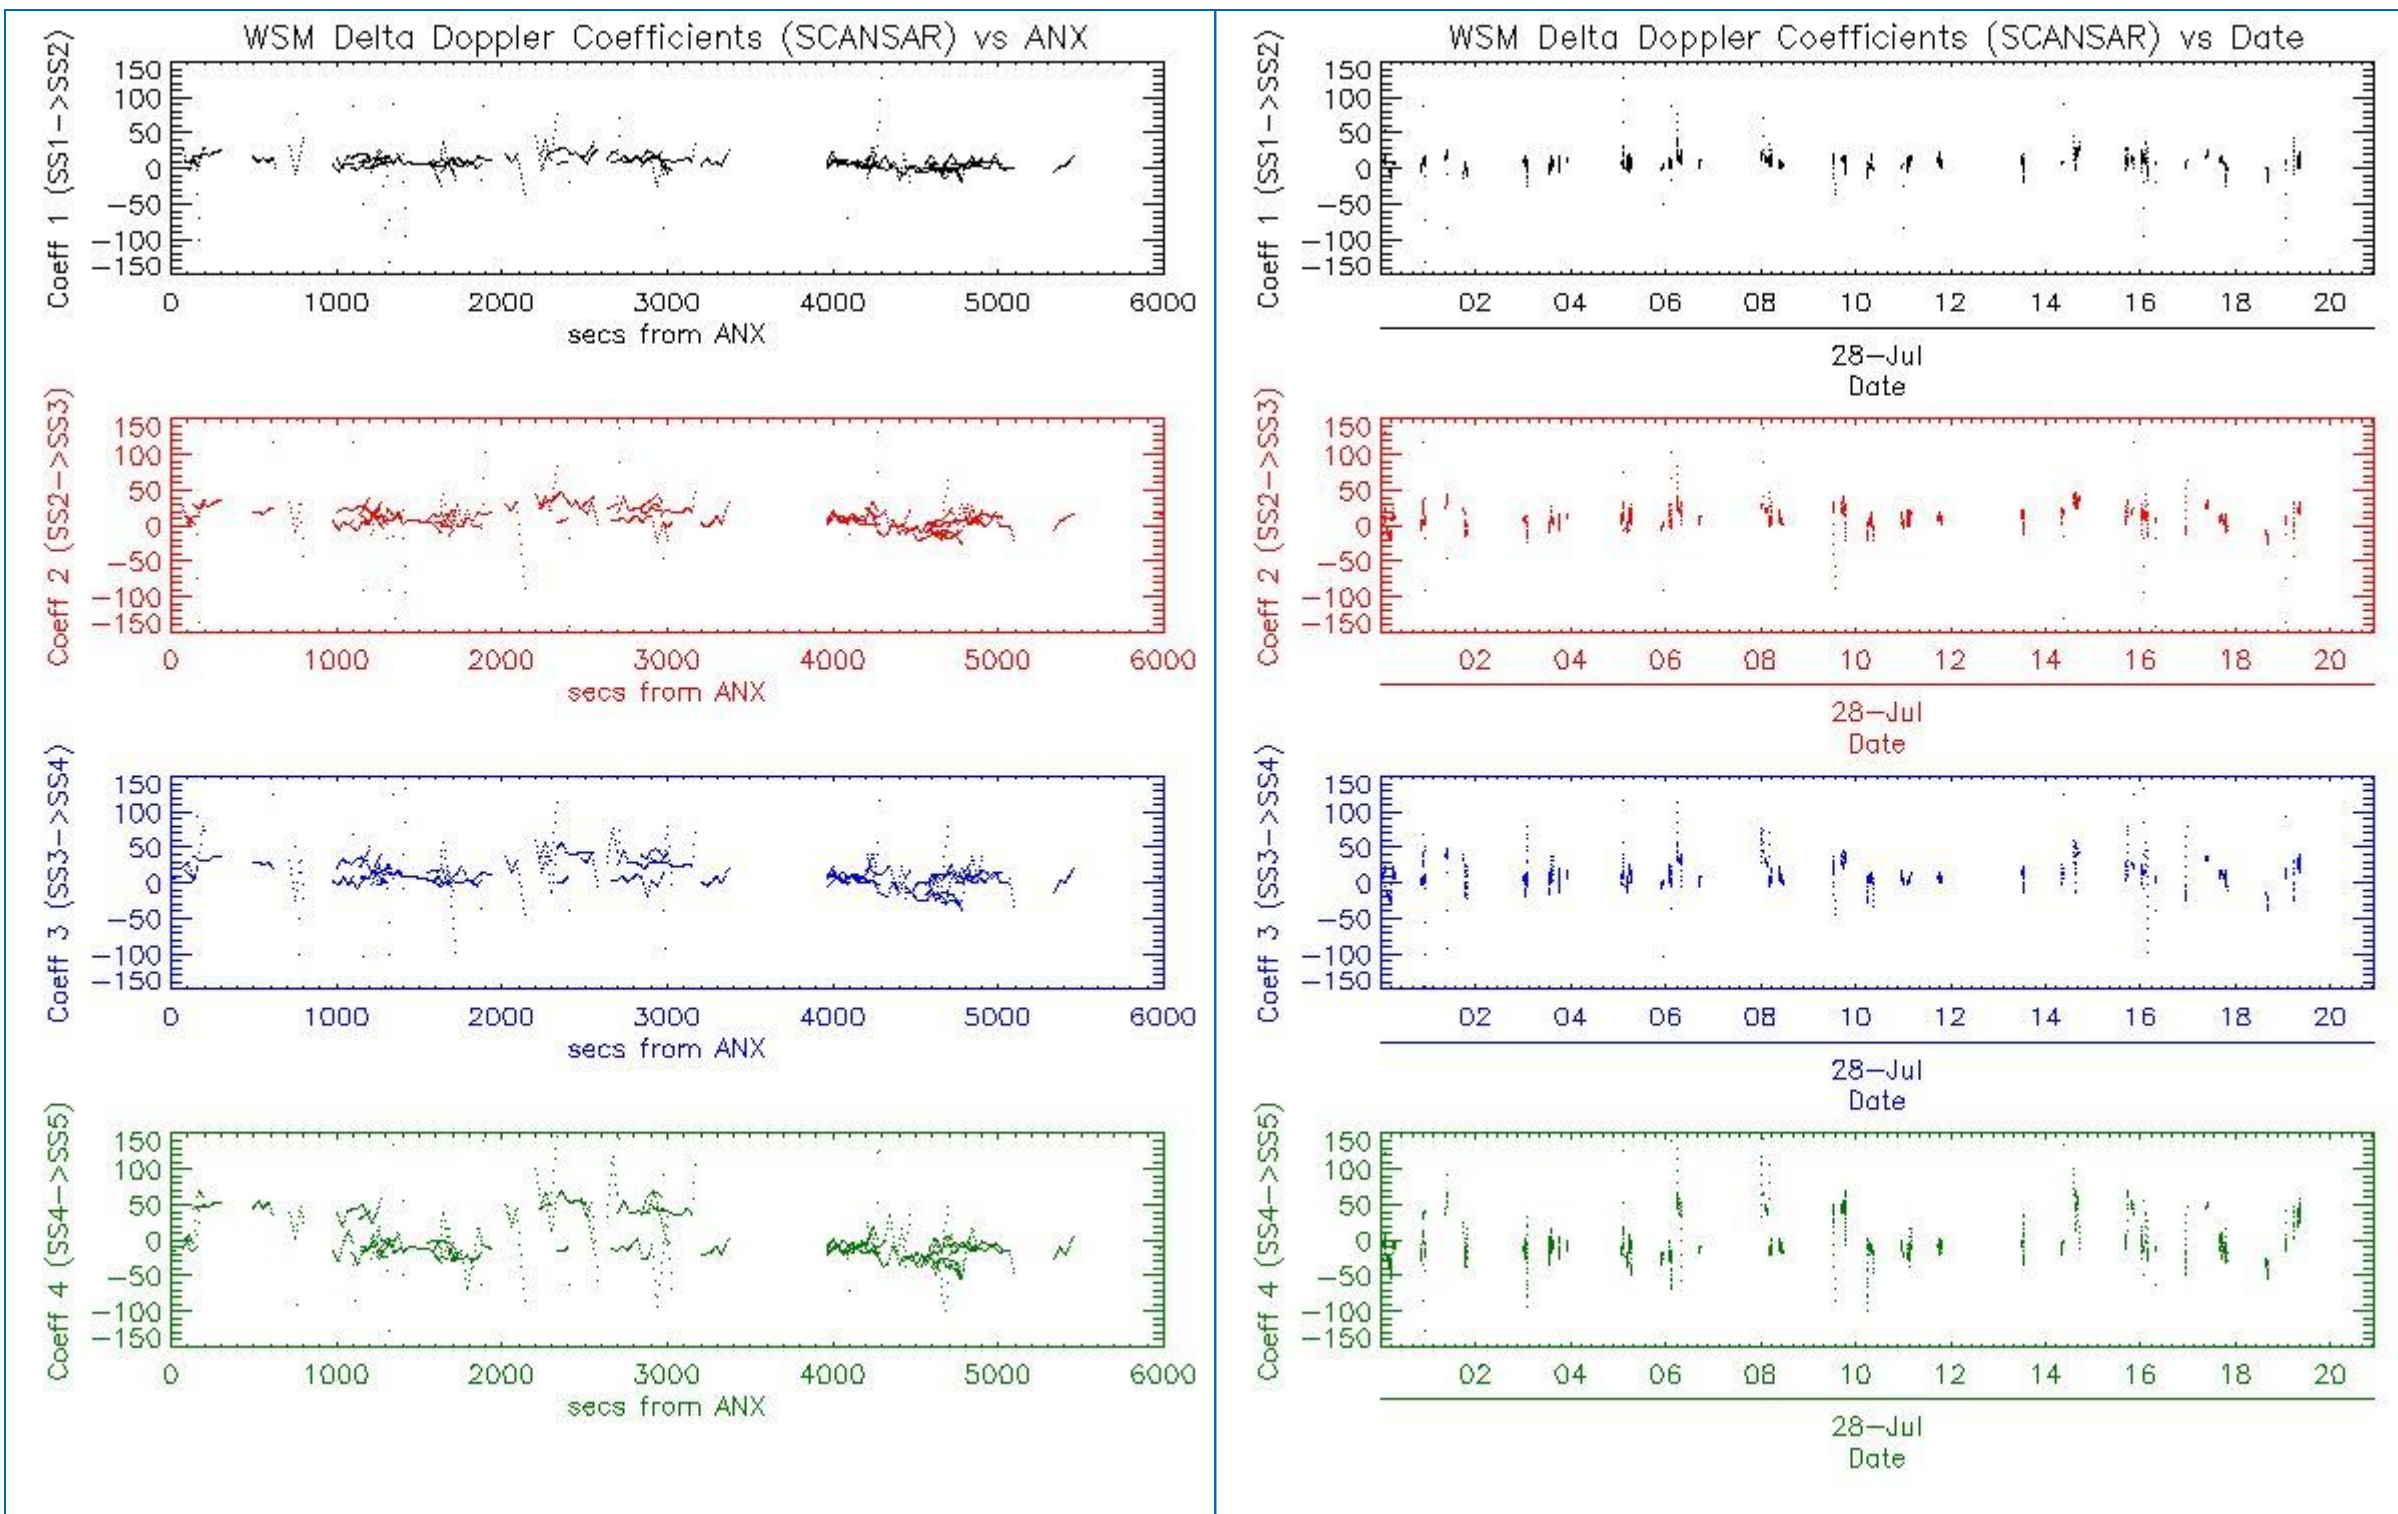 WSM Delta Doppler Coefficients (SCANSAR) vs ANX
Coeff 1 (SS1->SS2)
150
100
50
0
-50
-100
-150
0 1000 2000 3000 4000 5000 6000
secs from ANX
Coeff 2 (SS2->SS3)
150
100
50
0
-50
-100
-150
0 1000 2000 3000 4000 5000 6000
secs from ANX
Coeff 3 (SS3->SS4)
150
100
50
0
-50
-100
-150
0 1000 2000 3000 4000 5000 6000
secs from ANX
Coeff 4 (SS4->SS5)
150
100
50
0
-50
-100
-150
0 1000 2000 3000 4000 5000 6000
secs from ANX
WSM Delta Doppler Coefficients (SCANSAR) vs Date
Coeff 1 (SS1->SS2)
150
100
50
0
-50
-100
-150
02 04 06 08 10 12 14 16 18 20
28-Jul
Date
Coeff 2 (SS2->SS3)
150
100
50
0
-50
-100
-150
02 04 06 08 10 12 14 16 18 20
28-Jul
Date
Coeff 3 (SS3->SS4)
150
100
50
0
-50
-100
-150
02 04 06 08 10 12 14 16 18 20
28-Jul
Date
Coeff 4 (SS4->SS5)
150
100
50
0
-50
-100
-150
02 04 06 08 10 12 14 16 18 20
28-Jul
Date